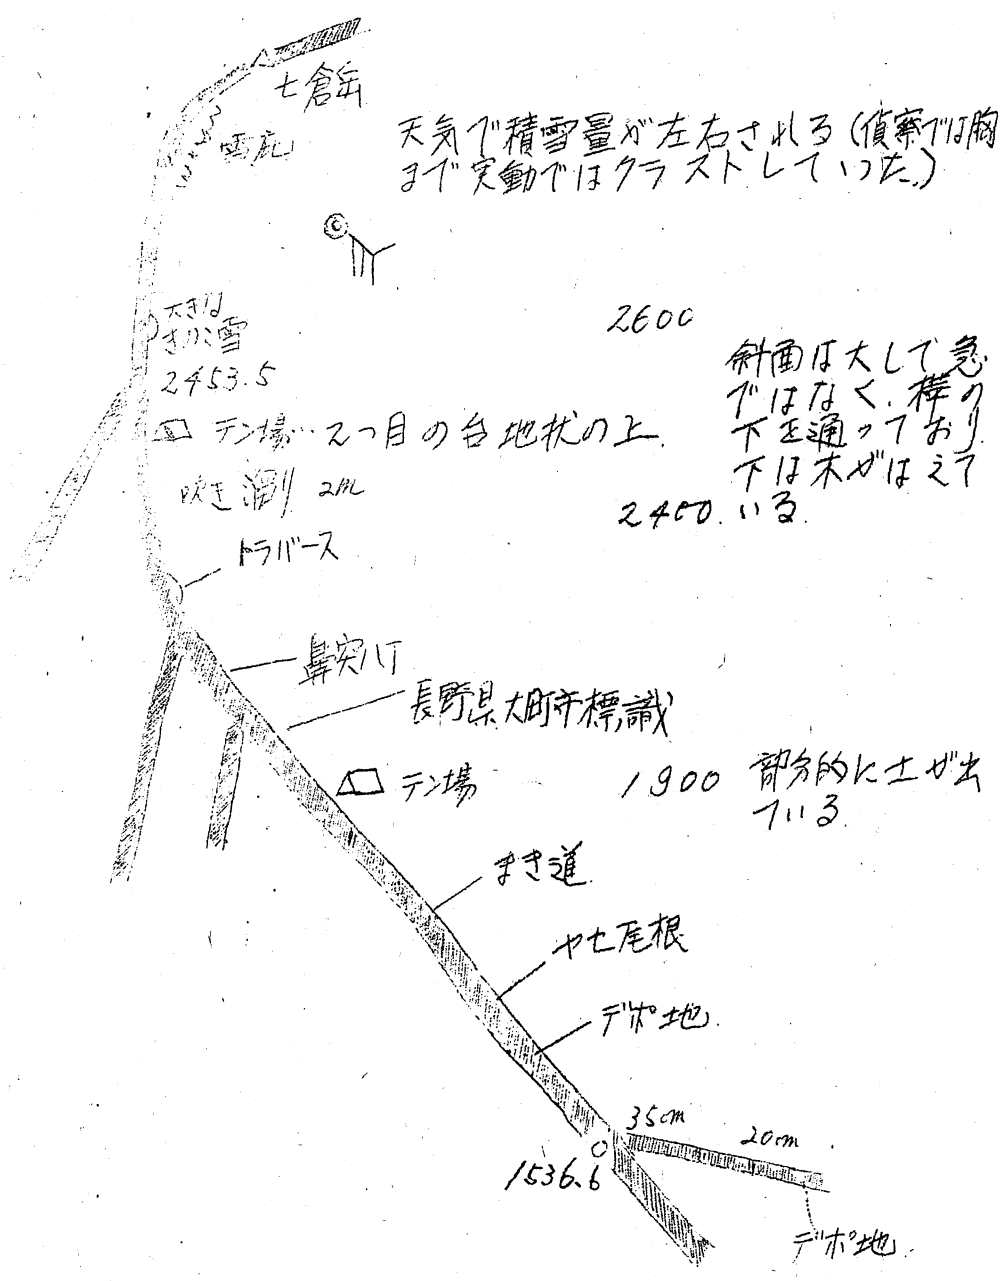 七倉岳
雪庇
天気で積雪量が左右される(偵察では胸
まで実動ではクラストしていった。)
大きな
きのこ雪
2600
斜面は大して急
ではなく、樺の
下を通っており
下は木がはえて
いる。
2453.5
テン場…二つ目の台地状の上
吹き溜り 2m
2400
トラバース
鼻突八丁
長野県大町市標識
テン場
1900 部分的に土が出
ている
まき道
ヤセ尾根
デポ地
35cm
20cm
1536.6
デポ地